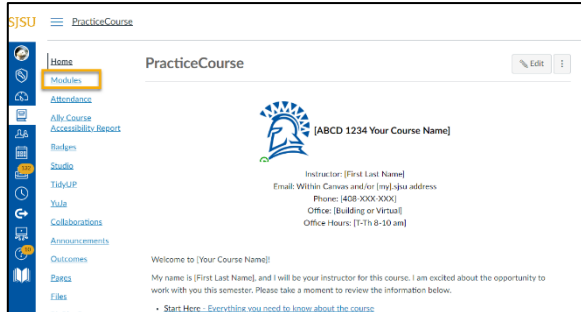 SJSU
PracticeCourse
Home
Modules
Attendance
Ally Course
Accessibility Report
Badges
Studio
TidyUP
YuJa
Collaborations
Announcements
Outcomes
Pages
Files
PracticeCourse
Edit
[ABCD 1234 Your Course Name]
Instructor: [First Last Name]
Email: Within Canvas and/or [my].sjsu address
Phone: [408-XXX-XXX]
Office: [Building or Virtual]
Office Hours: [T-Th 8-10 am]
Welcome to [Your Course Name]!
My name is [First Last Name], and I will be your instructor for this course. I am excited about the opportunity to
work with you this semester. Please take a moment to review the information below.
• Start Here - Everything you need to know about the course